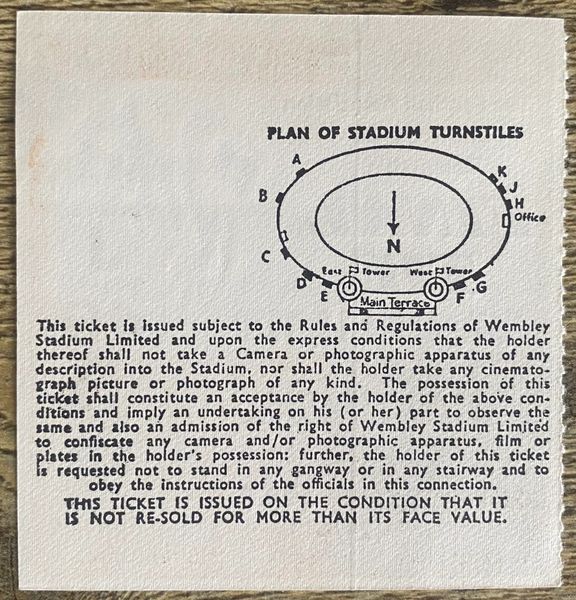 PLAN OF STADIUM TURNSTILES
A
K
J
B
H
Office
N
C
East Tower
West Tower
D
G
E
F
Main Terrace
This ticket is issued subject to the Rules and Regulations of Wembley
Stadium Limited and upon the express conditions that the holder
thereof shall not take a Camera or photographic apparatus of any
description into the Stadium, nor shall the holder take any cinemato-
graph picture or photograph of any kind. The possession of this
ticket shall constitute an acceptance by the holder of the above con-
ditions and imply an undertaking on his (or her) part to observe the
same and also an admission of the right of Wembley Stadium Limited
to confiscate any camera and/or photographic apparatus, film or
plates in the holder's possession: further, the holder of this ticket
is requested not to stand in any gangway or in any stairway and to
obey the instructions of the officials in this connection.
THIS TICKET IS ISSUED ON THE CONDITION THAT IT
IS NOT RE-SOLD FOR MORE THAN ITS FACE VALUE.